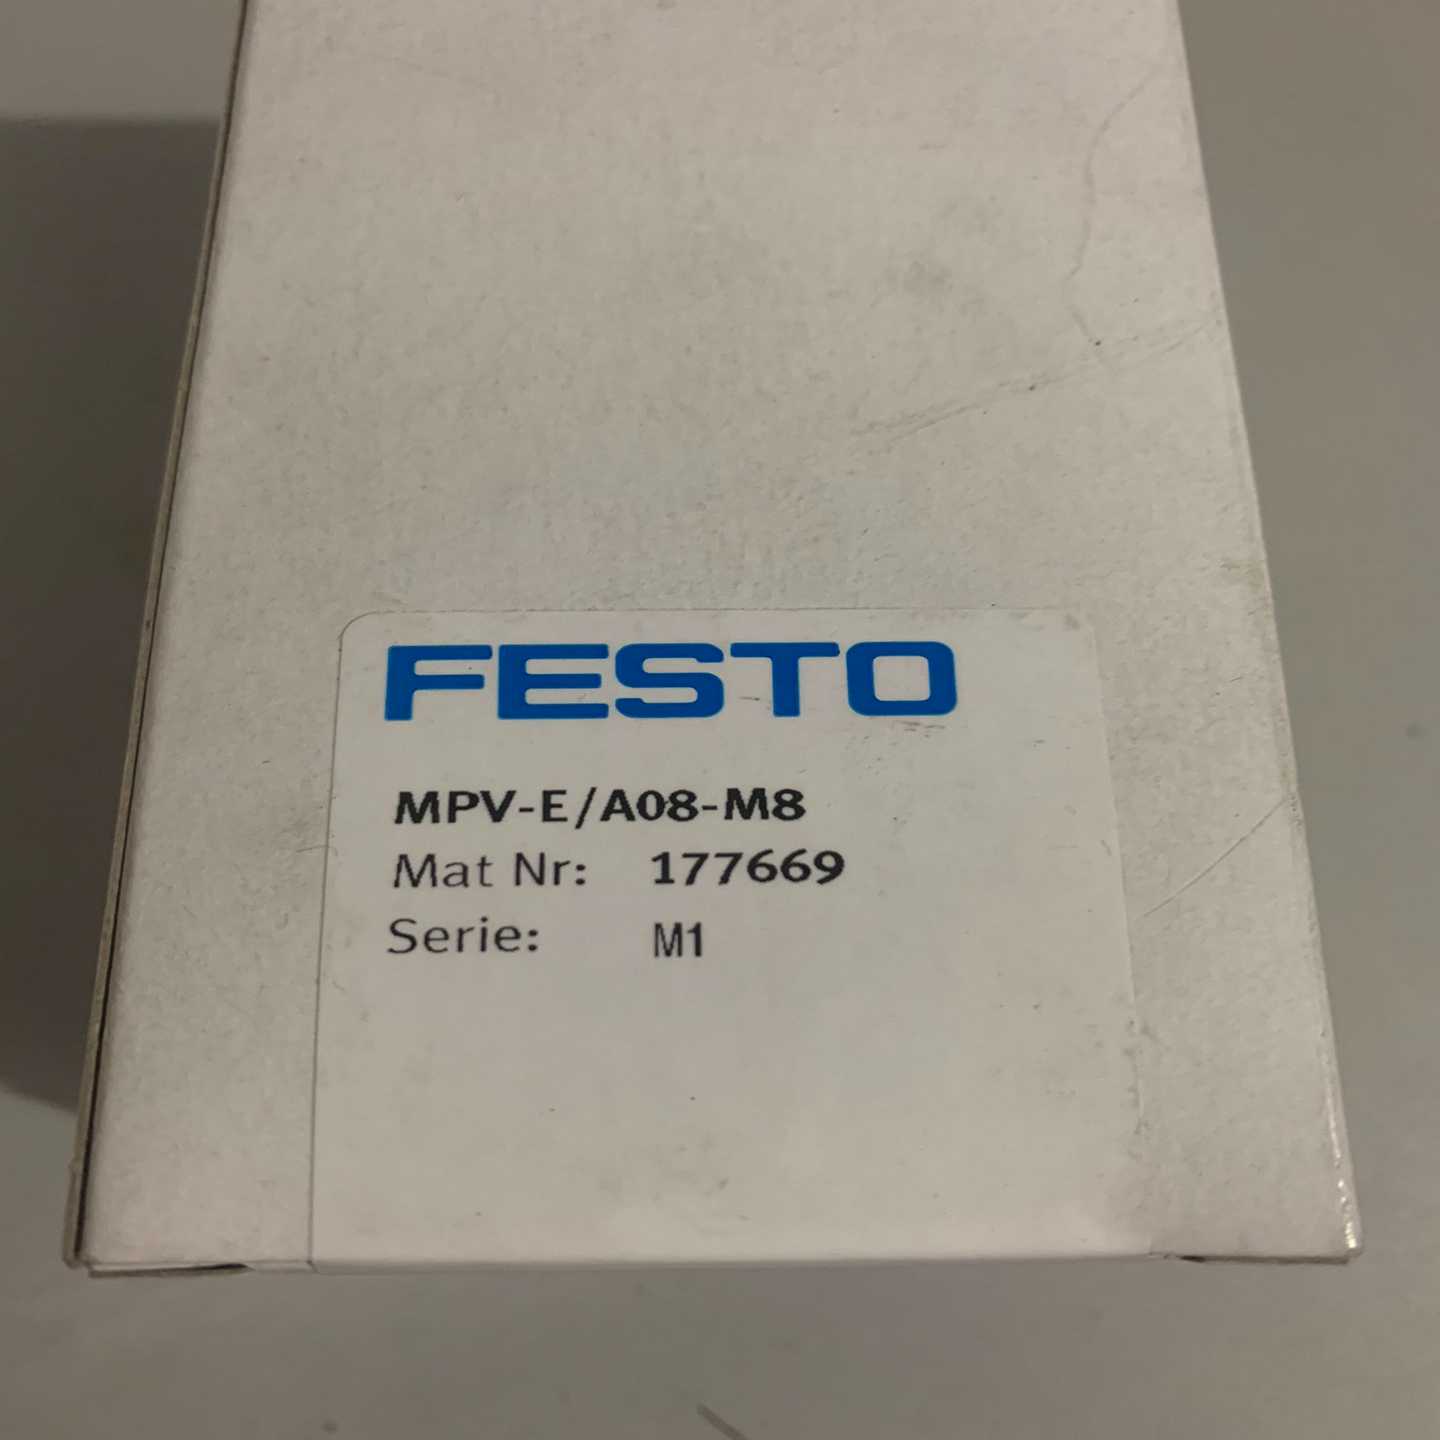 FESTO
MPV-E/A08-M8
Mat Nr: 177669
Serie: M1